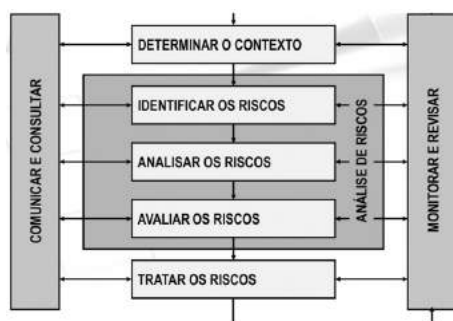 COMUNICAR E CONSULTAR
DETERMINAR O CONTEXTO
IDENTIFICAR OS RISCOS
ANALISAR OS RISCOS
AVALIAR OS RISCOS
TRATAR OS RISCOS
ANÁLISE DE RISCOS
MONITORAR E REVISAR